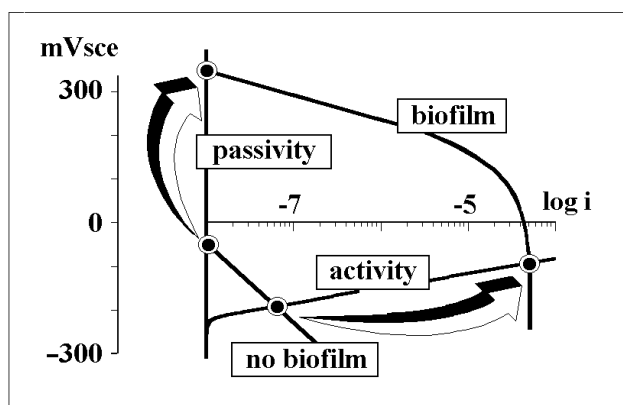 mVsce
300
biofilm
passivity
-7
-5
log i
0
activity
-300
no biofilm